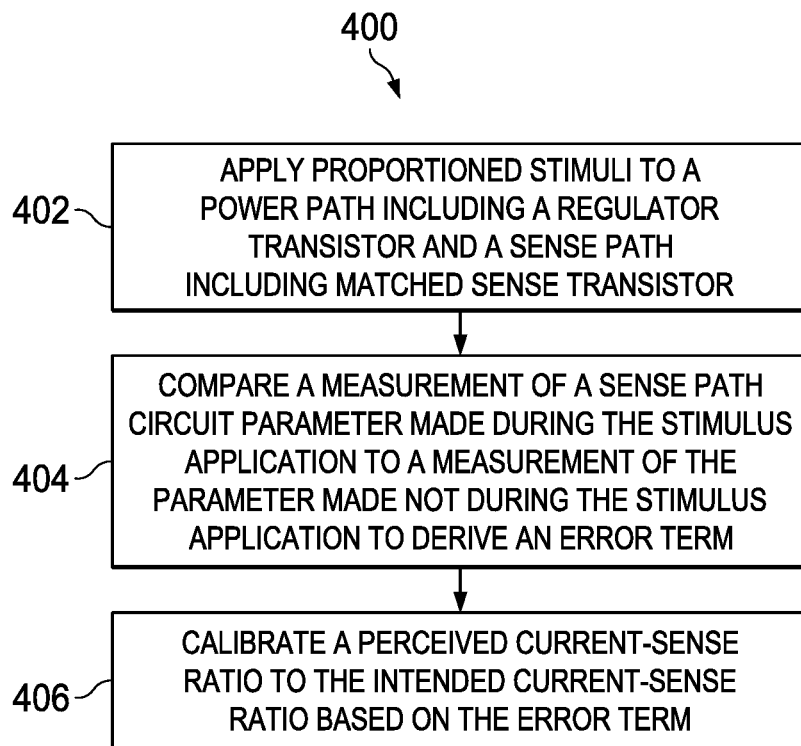 400
402
APPLY PROPORTIONED STIMULI TO A
POWER PATH INCLUDING A REGULATOR
TRANSISTOR AND A SENSE PATH
INCLUDING MATCHED SENSE TRANSISTOR
404
COMPARE A MEASUREMENT OF A SENSE PATH
CIRCUIT PARAMETER MADE DURING THE STIMULUS
APPLICATION TO A MEASUREMENT OF THE
PARAMETER MADE NOT DURING THE STIMULUS
APPLICATION TO DERIVE AN ERROR TERM
406
CALIBRATE A PERCEIVED CURRENT-SENSE
RATIO TO THE INTENDED CURRENT-SENSE
RATIO BASED ON THE ERROR TERM